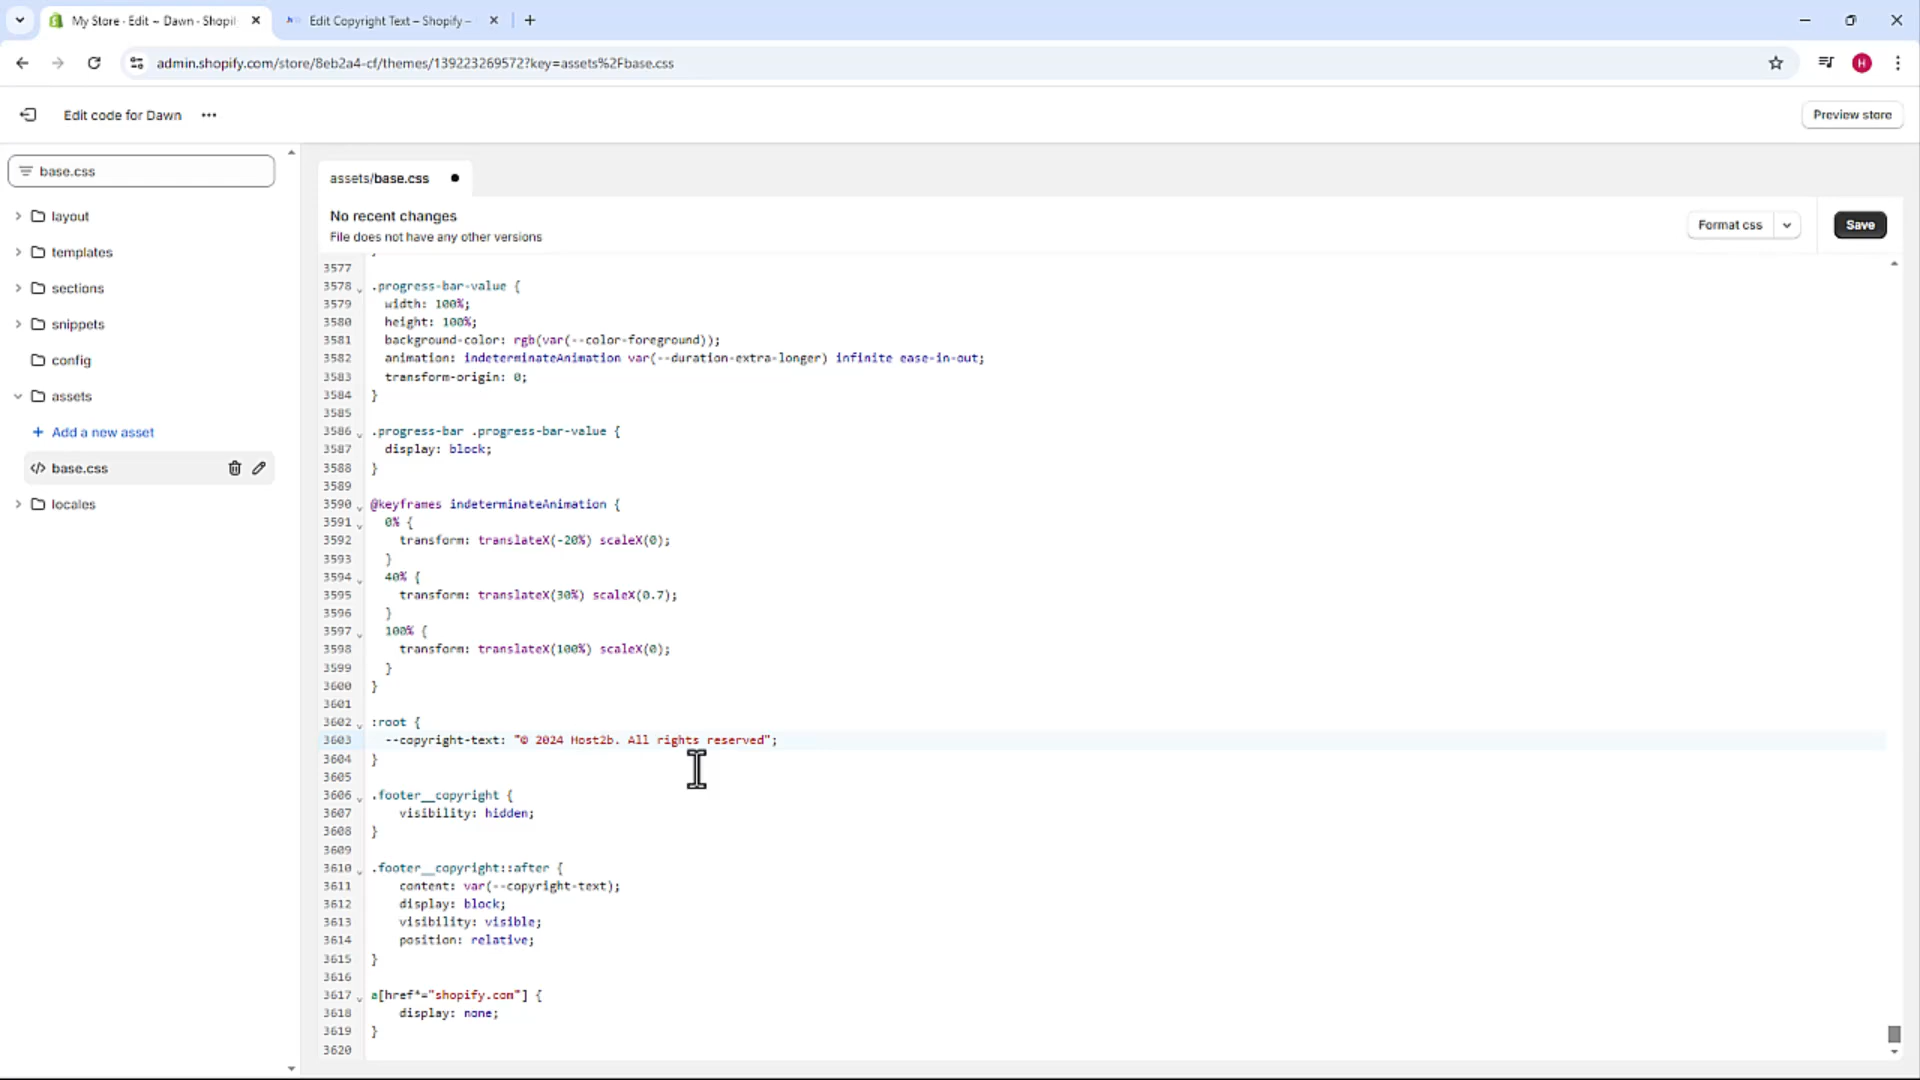 My Store · Edit ~ Dawn · Shopif
Edit Copyright Text – Shopify –
admin.shopify.com/store/8eb2a4-cf/themes/139223269572?key=assets%2Fbase.css
H
Edit code for Dawn
Preview store
base.css
layout
templates
sections
snippets
config
assets
Add a new asset
</> base.css
locales
assets/base.css
No recent changes
File does not have any other versions
Format css
Save
3577
3578 .progress-bar-value {
3579 width: 100%;
3580 height: 100%;
3581 background-color: rgb(var(--color-foreground));
3582 animation: indeterminateAnimation var(--duration-extra-longer) infinite ease-in-out;
3583 transform-origin: 0;
3584 }
3585
3586 .progress-bar .progress-bar-value {
3587 display: block;
3588 }
3589
3590 @keyframes indeterminateAnimation {
3591 0% {
3592 transform: translateX(-20%) scaleX(0);
3593 }
3594 40% {
3595 transform: translateX(30%) scaleX(0.7);
3596 }
3597 100% {
3598 transform: translateX(100%) scaleX(0);
3599 }
3600 }
3601
3602 :root {
3603 --copyright-text: "© 2024 Host2b. All rights reserved";
3604 }
3605
3606 .footer__copyright {
3607 visibility: hidden;
3608 }
3609
3610 .footer__copyright::after {
3611 content: var(--copyright-text);
3612 display: block;
3613 visibility: visible;
3614 position: relative;
3615 }
3616
3617 a[href*="shopify.com"] {
3618 display: none;
3619 }
3620